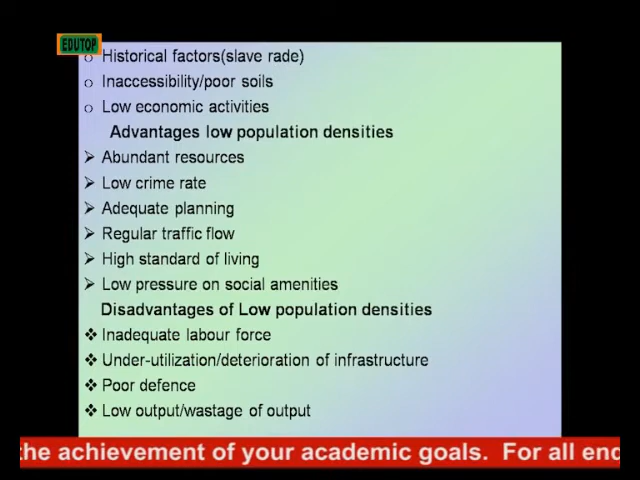 EDUTOP
o Historical factors(slave rade)
o Inaccessibility/poor soils
o Low economic activities
Advantages low population densities
➢ Abundant resources
➢ Low crime rate
➢ Adequate planning
➢ Regular traffic flow
➢ High standard of living
➢ Low pressure on social amenities
Disadvantages of Low population densities
❖ Inadequate labour force
❖ Under-utilization/deterioration of infrastructure
❖ Poor defence
❖ Low output/wastage of output
the achievement of your academic goals. For all end